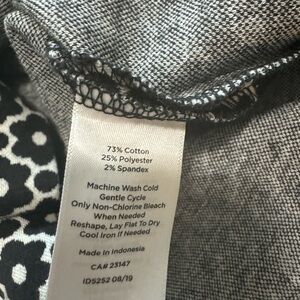 73% Cotton
25% Polyester
2% Spandex
Machine Wash Cold
Gentle Cycle
Only Non-Chlorine Bleach
When Needed
Reshape, Lay Flat To Dry
Cool Iron If Needed
Made In Indonesia
CA# 23147
ID5252 08/19